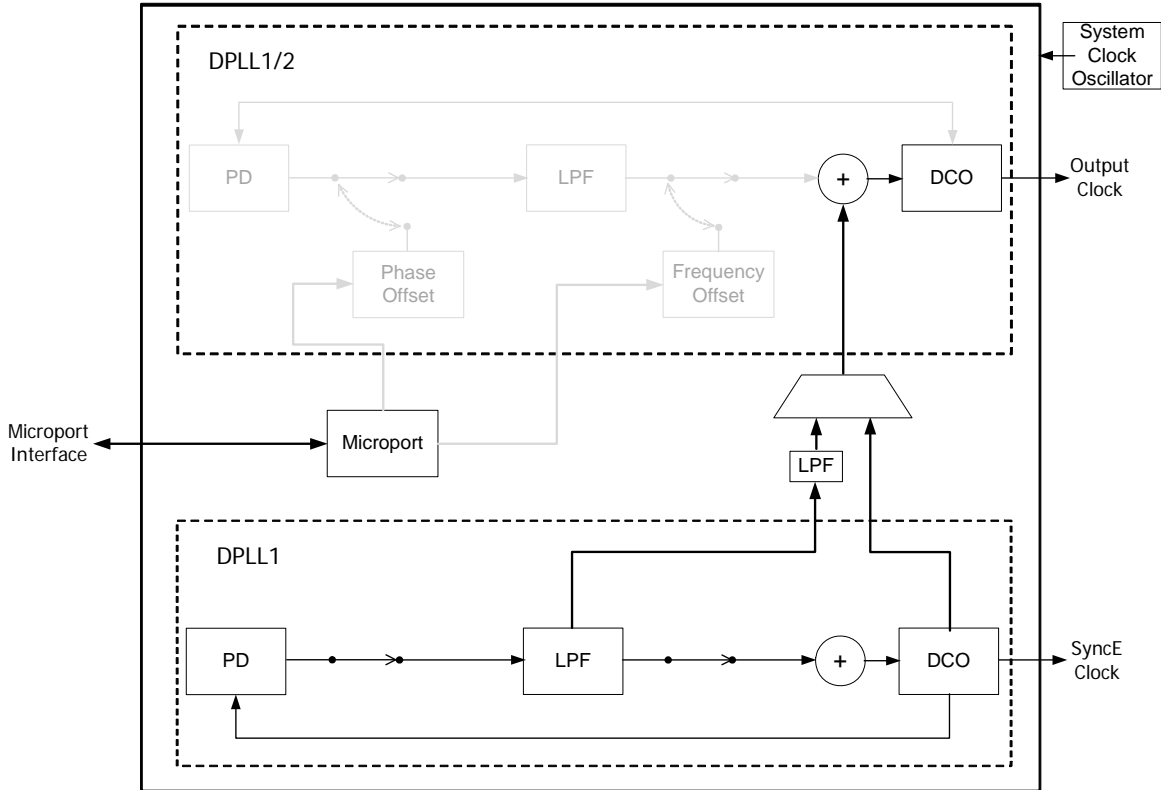 System
Clock
Oscillator
DPLL1/2
PD
LPF
+
DCO
Output
Clock
Phase
Offset
Frequency
Offset
Microport
Interface
Microport
LPF
DPLL1
PD
LPF
+
DCO
SyncE
Clock